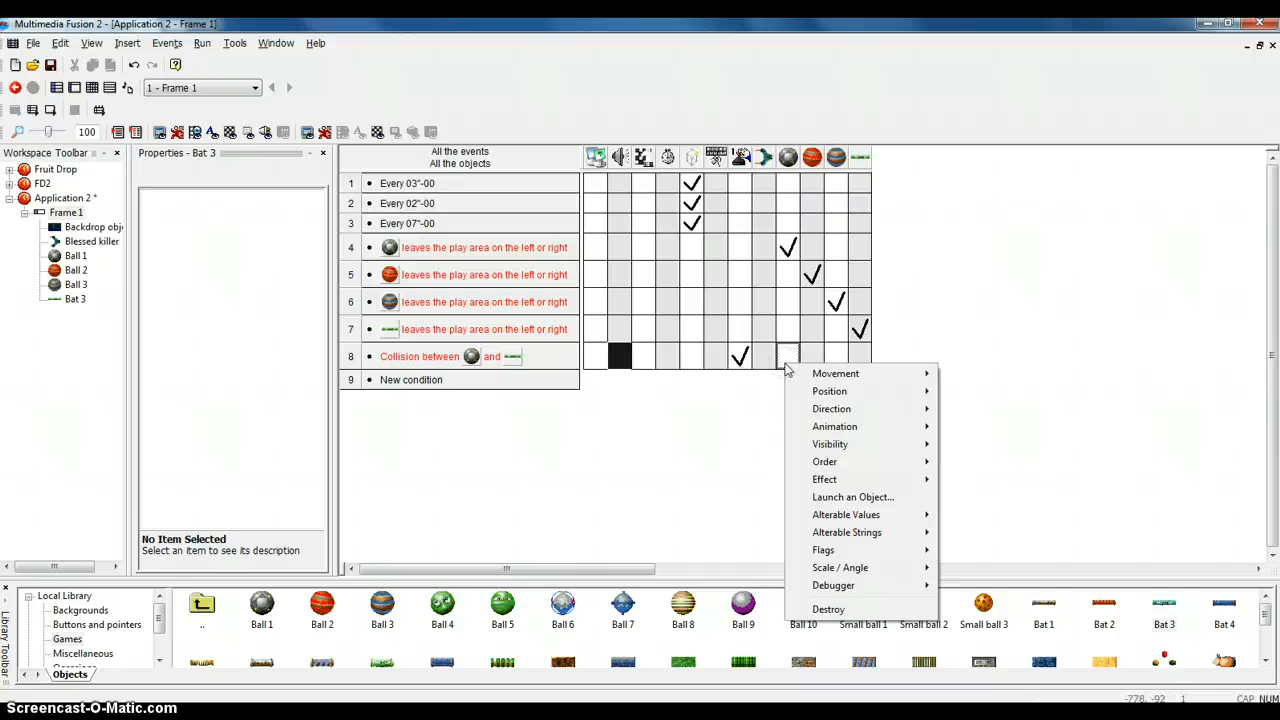 Multimedia Fusion 2 - [Application 2 - Frame 1]
File Edit View Insert Events Run Tools Window Help
1 - Frame 1
100
Workspace Toolbar
Fruit Drop
FD2
Application 2 *
Frame 1
Backdrop obj
Blessed killer
Ball 1
Ball 2
Ball 3
Bat 3
Properties - Bat 3
No Item Selected
Select an item to see its description
All the events
All the objects
1 • Every 03"-00
2 • Every 02"-00
3 • Every 07"-00
4 • leaves the play area on the left or right
5 • leaves the play area on the left or right
6 • leaves the play area on the left or right
7 • leaves the play area on the left or right
8 • Collision between and
9 • New condition
Movement
Position
Direction
Animation
Visibility
Order
Effect
Launch an Object...
Alterable Values
Alterable Strings
Flags
Scale / Angle
Debugger
Destroy
Library Toolbar
Local Library
Backgrounds
Buttons and pointers
Games
Miscellaneous
Objects
.. Ball 1 Ball 2 Ball 3 Ball 4 Ball 5 Ball 6 Ball 7 Ball 8 Ball 9 Ball 10 Small ball 1 Small ball 2 Small ball 3 Bat 1 Bat 2 Bat 3 Bat 4
-778, -92 1 CAP NUM
Screencast-O-Matic.com